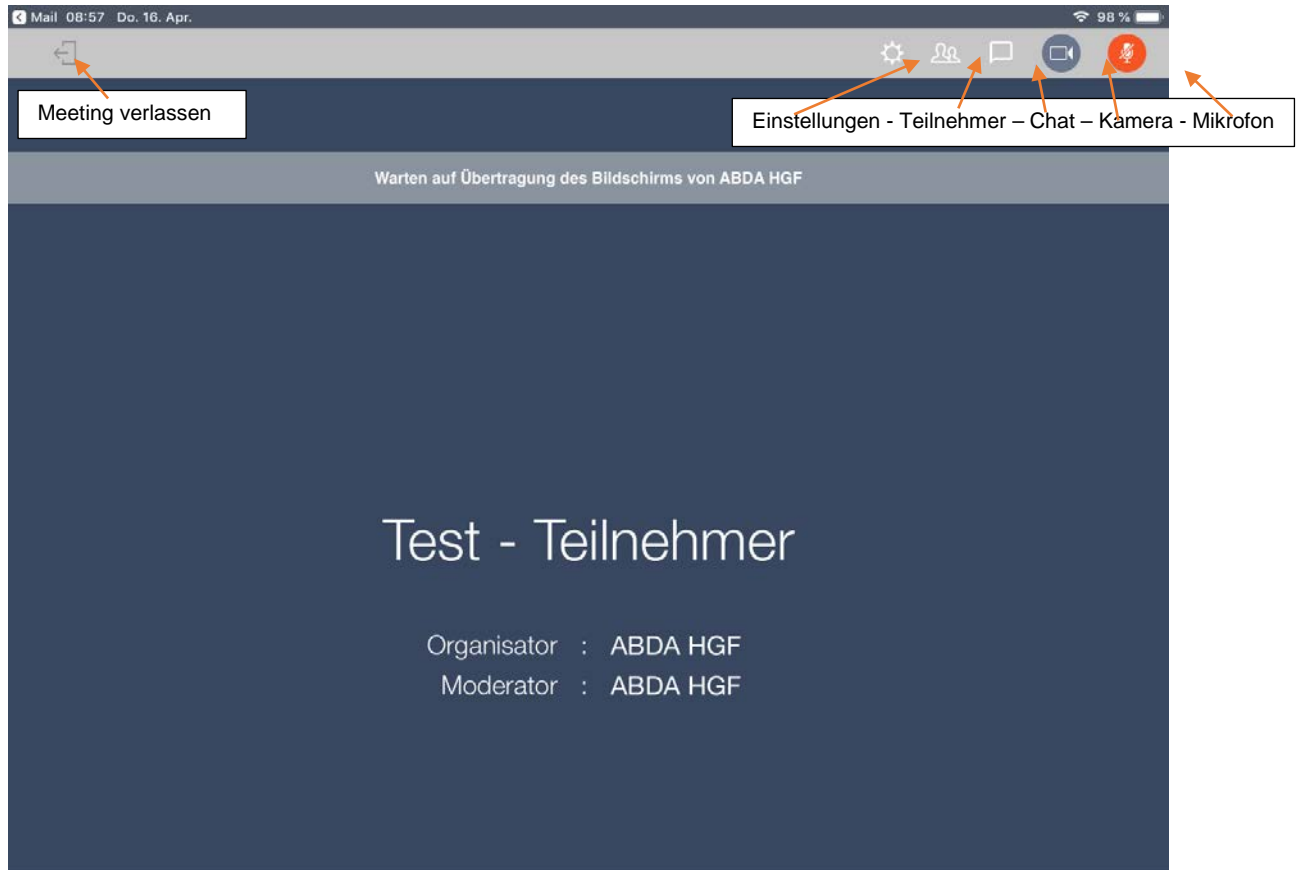 Mail 08:57 Do. 16. Apr. 98 %
Meeting verlassen
Einstellungen - Teilnehmer – Chat – Kamera - Mikrofon
Warten auf Übertragung des Bildschirms von ABDA HGF
Test - Teilnehmer
Organisator : ABDA HGF
Moderator : ABDA HGF